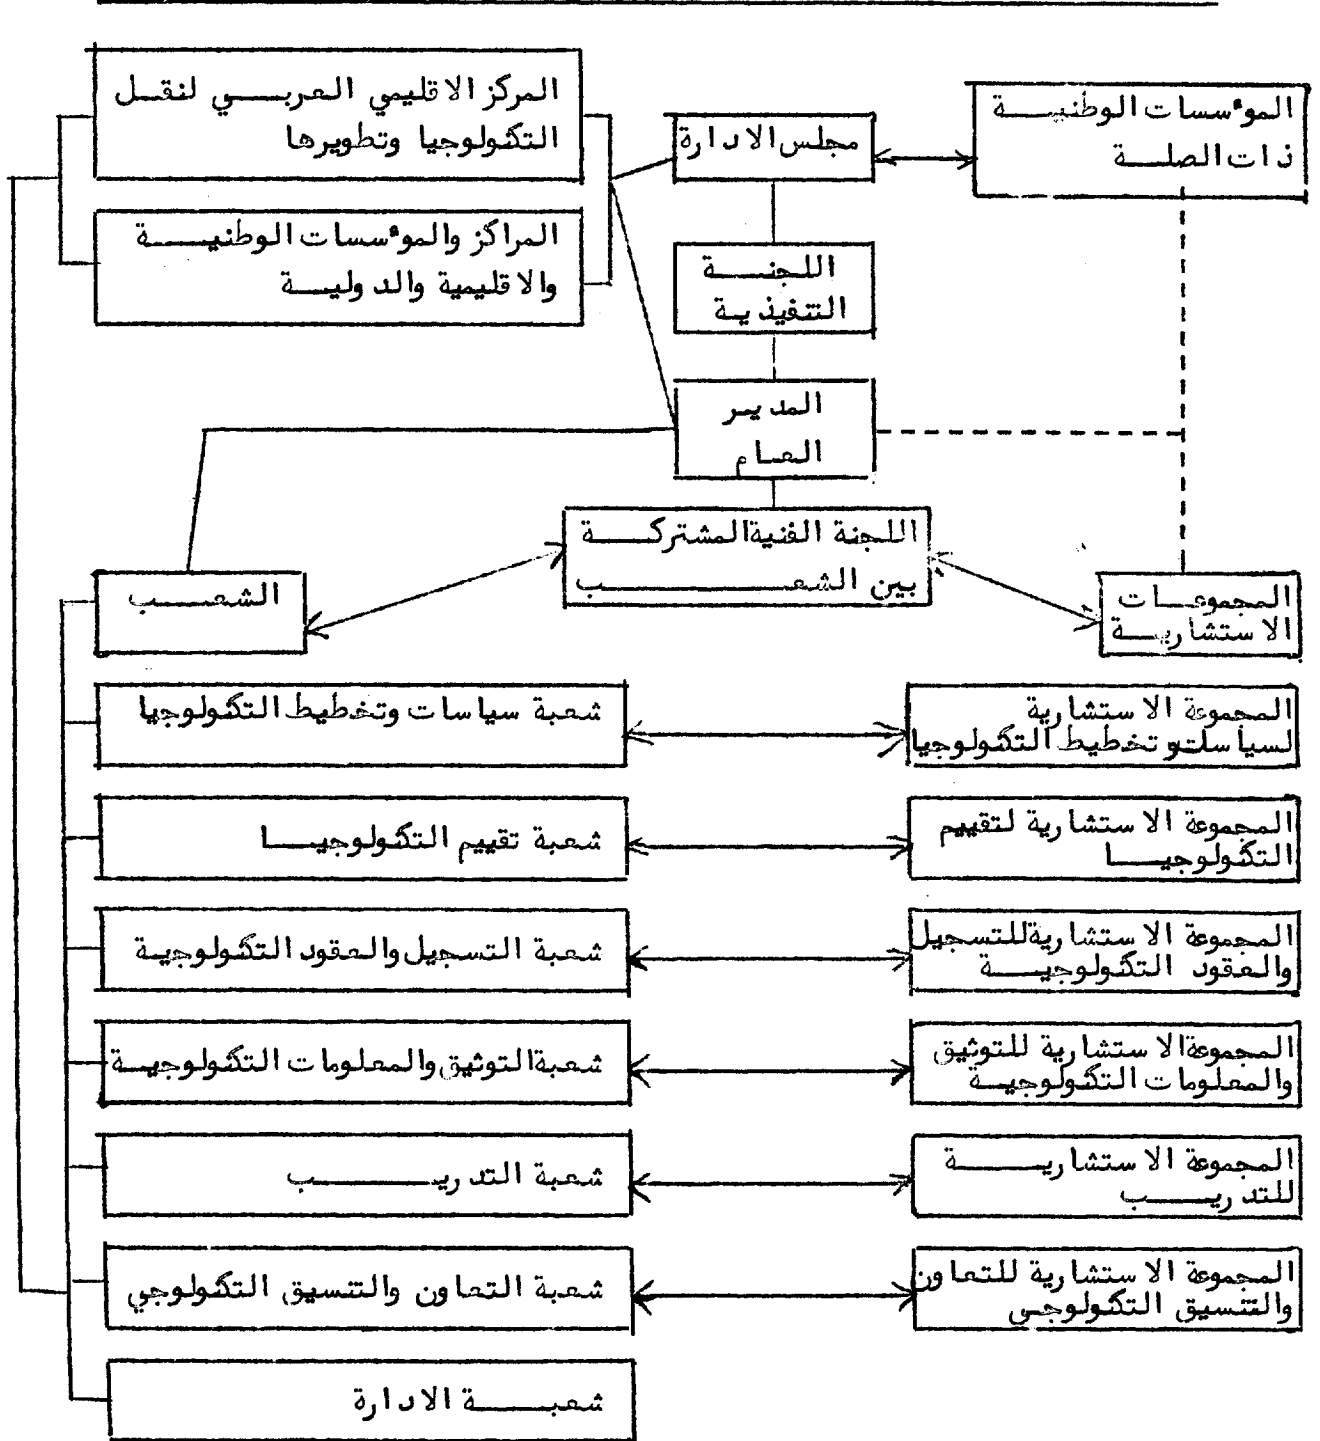 المركز الاقليمي العربي لنقل
التكنولوجيا وتطويرها
مجلس الادارة
الموءسسات الوطنية
ذات الصلة
المراكز والموءسسات الوطنية
والاقليمية والدولية
اللجنة
التنفيذية
المدير
العام
اللجنة الفنية المشتركة
بين الشعب
الشعب
المجموعات
الاستشارية
شعبة سياسات وتخطيط التكنولوجيا
المجموعة الاستشارية
لسياسات وتخطيط التكنولوجيا
شعبة تقييم التكنولوجيا
المجموعة الاستشارية لتقييم
التكنولوجيا
شعبة التسجيل والعقود التكنولوجية
المجموعة الاستشارية للتسجيل
والعقود التكنولوجية
شعبة التوثيق والمعلومات التكنولوجية
المجموعة الاستشارية للتوثيق
والمعلومات التكنولوجية
شعبة التدريب
المجموعة الاستشارية
للتدريب
شعبة التعاون والتنسيق التكنولوجي
المجموعة الاستشارية للتعاون
والتنسيق التكنولوجي
شعبة الادارة